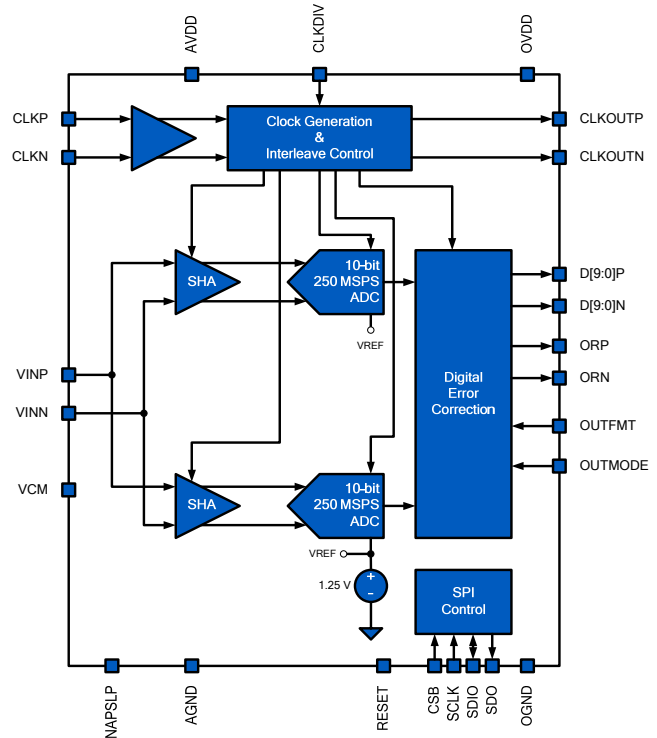 AVDD
CLKDIV
OVDD
CLKP
CLKN
Clock Generation
&
Interleave Control
CLKOUTP
CLKOUTN
SHA
10-bit
250 MSPS
ADC
VREF
D[9:0]P
D[9:0]N
ORP
ORN
OUTFMT
OUTMODE
Digital
Error
Correction
VINP
VINN
VCM
SHA
10-bit
250 MSPS
ADC
VREF
1.25 V
+
-
SPI
Control
NAPSLP
AGND
RESET
CSB
SCLK
SDIO
SDO
OGND